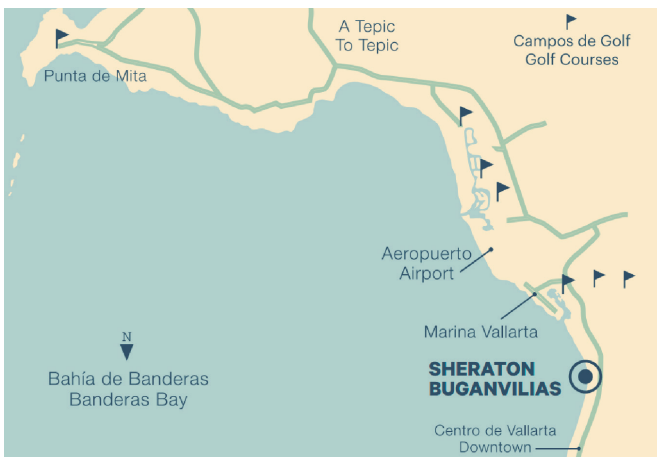 A Tepic
To Tepic
Campos de Golf
Golf Courses
Punta de Mita
Aeropuerto
Airport
Marina Vallarta
N
Bahía de Banderas
Banderas Bay
SHERATON
BUGANVILIAS
Centro de Vallarta
Downtown